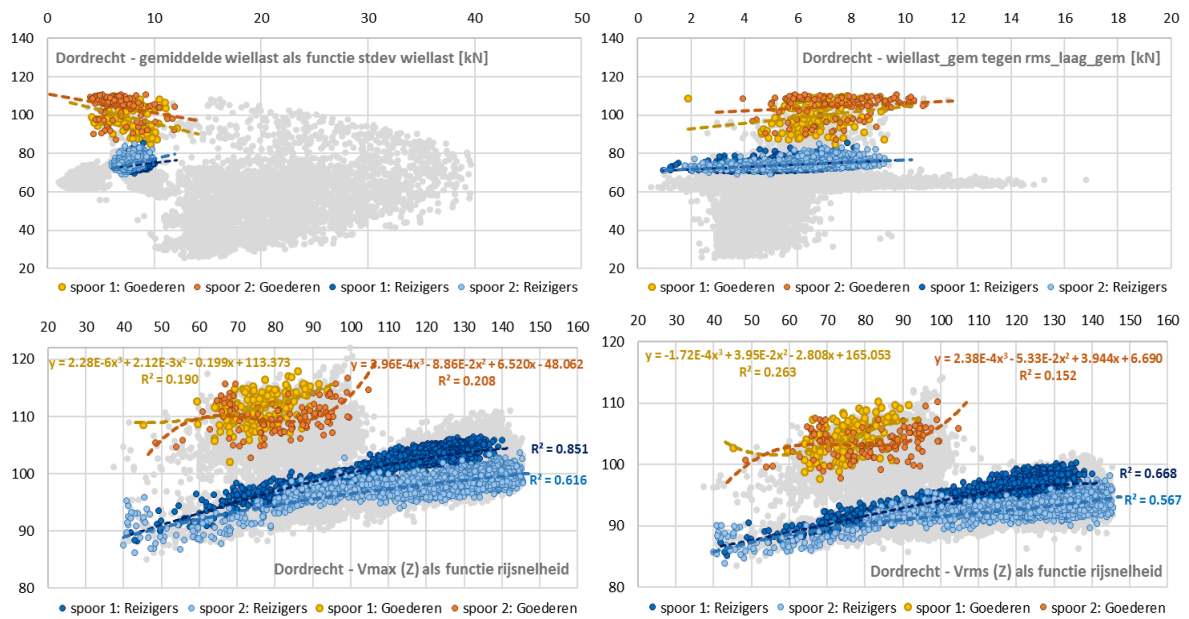 0 10 20 30 40 50
140
120
100
80
60
40
20
Dordrecht - gemiddelde wiellast als functie stdev wiellast [kN]
spoor 1: Goederen spoor 2: Goederen spoor 1: Reizigers spoor 2: Reizigers
0 2 4 6 8 10 12 14 16 18 20
140
120
100
80
60
40
20
Dordrecht - wiellast_gem tegen rms_laag_gem [kN]
spoor 1: Goederen spoor 2: Goederen spoor 1: Reizigers spoor 2: Reizigers
20 30 40 50 60 70 80 90 100 110 120 130 140 150 160
120
110
100
90
80
y = 2.28E-6x³ + 2.12E-3x² - 0.199x + 113.373
R² = 0.190
y = 3.96E-4x³ - 8.86E-2x² + 6.520x - 48.062
R² = 0.208
R² = 0.851
R² = 0.616
Dordrecht - Vmax (Z) als functie rijsnelheid
spoor 1: Reizigers spoor 2: Reizigers spoor 1: Goederen spoor 2: Goederen
20 30 40 50 60 70 80 90 100 110 120 130 140 150 160
120
110
100
90
80
y = -1.72E-4x³ + 3.95E-2x² - 2.808x + 165.053
R² = 0.263
y = 2.38E-4x³ - 5.33E-2x² + 3.944x + 6.690
R² = 0.152
R² = 0.668
R² = 0.567
Dordrecht - Vrms (Z) als functie rijsnelheid
spoor 1: Reizigers spoor 2: Reizigers spoor 1: Goederen spoor 2: Goederen